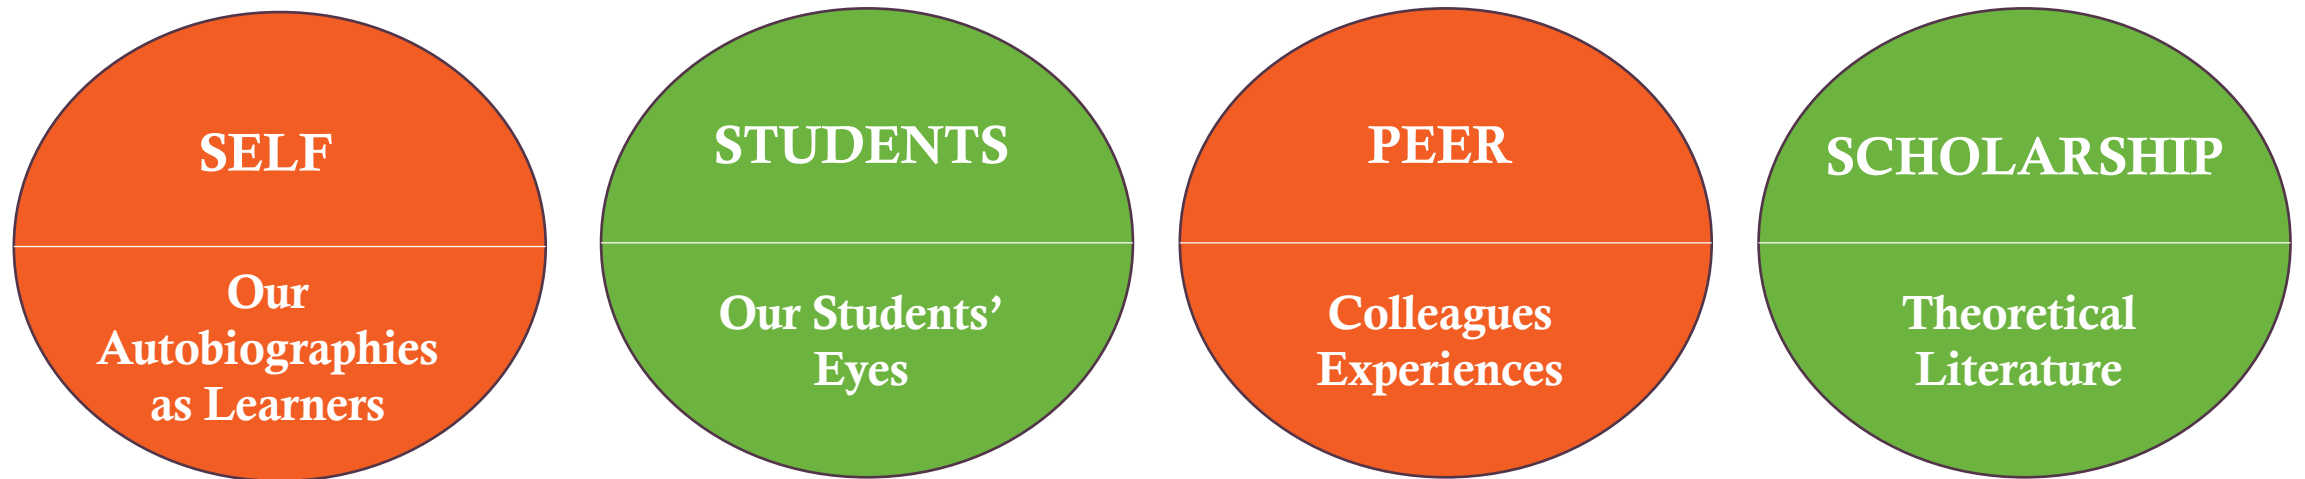 SELF
Our
Autobiographies
as Learners
STUDENTS
Our Students’
Eyes
PEER
Colleagues
Experiences
SCHOLARSHIP
Theoretical
Literature